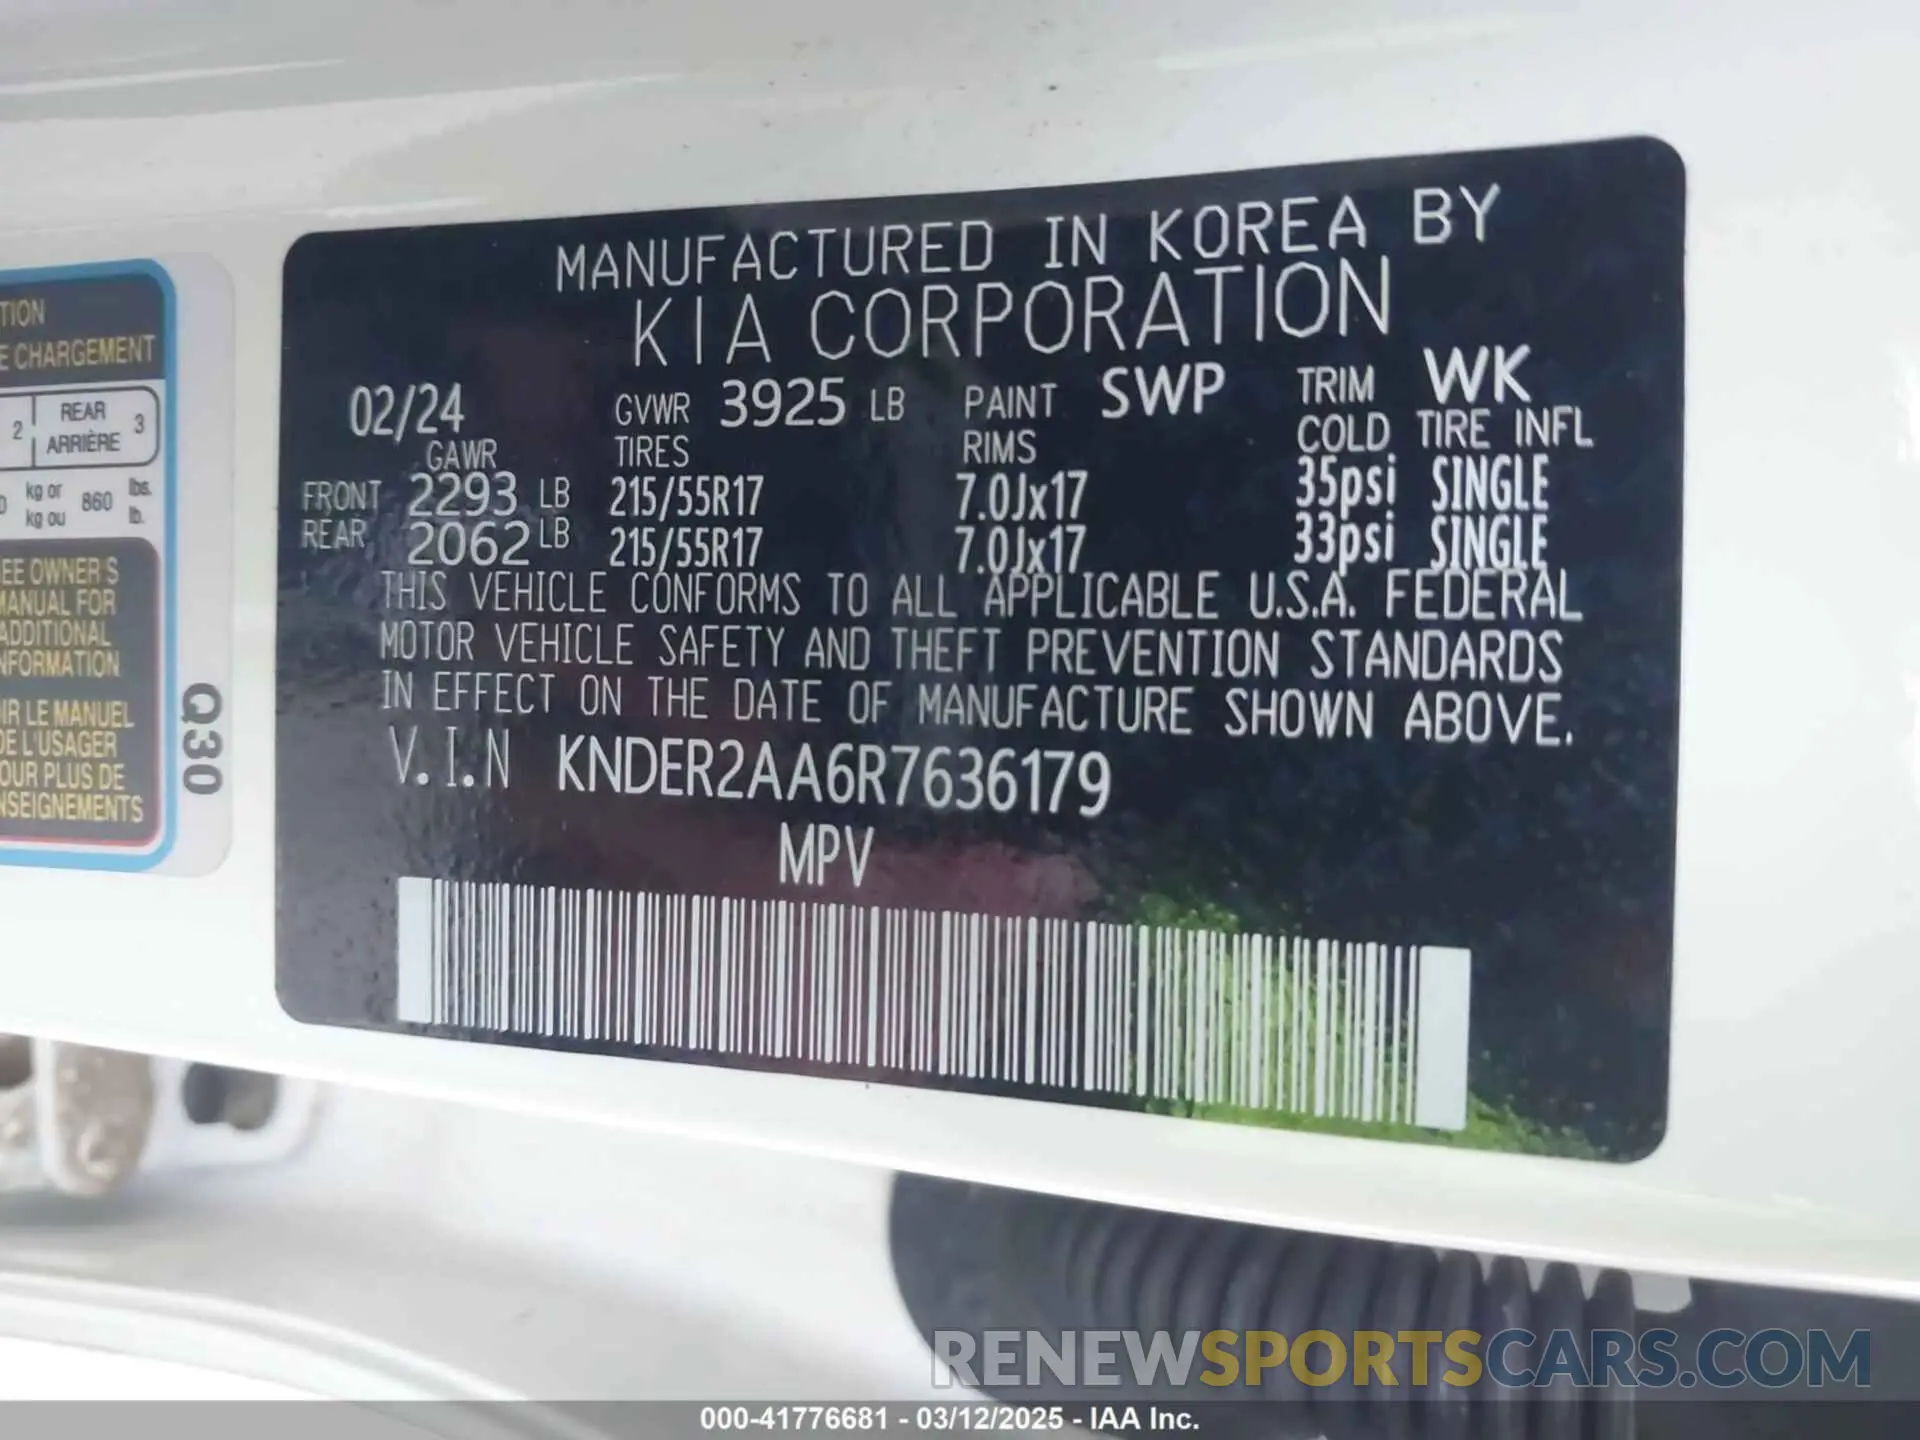 MANUFACTURED IN KOREA BY
KIA CORPORATION
02/24 GVWR 3925 LB PAINT SWP TRIM WK
GAWR TIRES RIMS COLD TIRE INFL
FRONT 2293 LB 215/55R17 7.0Jx17 35psi SINGLE
REAR 2062 LB 215/55R17 7.0Jx17 33psi SINGLE
THIS VEHICLE CONFORMS TO ALL APPLICABLE U.S.A. FEDERAL
MOTOR VEHICLE SAFETY AND THEFT PREVENTION STANDARDS
IN EFFECT ON THE DATE OF MANUFACTURE SHOWN ABOVE.
V.I.N KNDER2AA6R7636179
MPV
TION
E CHARGEMENT
2 REAR 3
ARRIÈRE
kg or 860 lbs.
kg ou lb.
EE OWNER'S
MANUAL FOR
ADDITIONAL
NFORMATION
IR LE MANUEL
DE L'USAGER
OUR PLUS DE
NSEIGNEMENTS
Q30
RENEWSPORTSCARS.COM
000-41776681 - 03/12/2025 - IAA Inc.